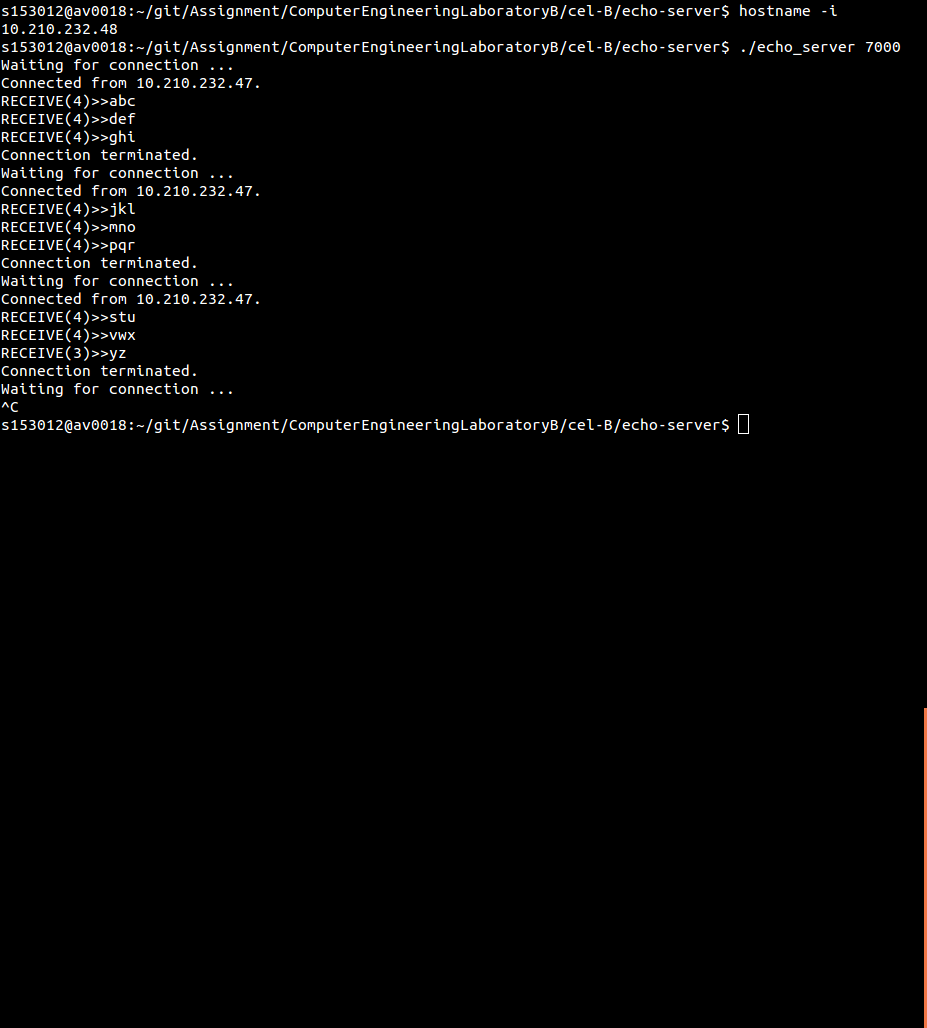 s153012@av0018:~/git/Assignment/ComputerEngineeringLaboratoryB/cel-B/echo-server$ hostname -i
10.210.232.48
s153012@av0018:~/git/Assignment/ComputerEngineeringLaboratoryB/cel-B/echo-server$ ./echo_server 7000
Waiting for connection ...
Connected from 10.210.232.47.
RECEIVE(4)>>abc
RECEIVE(4)>>def
RECEIVE(4)>>ghi
Connection terminated.
Waiting for connection ...
Connected from 10.210.232.47.
RECEIVE(4)>>jkl
RECEIVE(4)>>mno
RECEIVE(4)>>pqr
Connection terminated.
Waiting for connection ...
Connected from 10.210.232.47.
RECEIVE(4)>>stu
RECEIVE(4)>>vwx
RECEIVE(3)>>yz
Connection terminated.
Waiting for connection ...
^C
s153012@av0018:~/git/Assignment/ComputerEngineeringLaboratoryB/cel-B/echo-server$